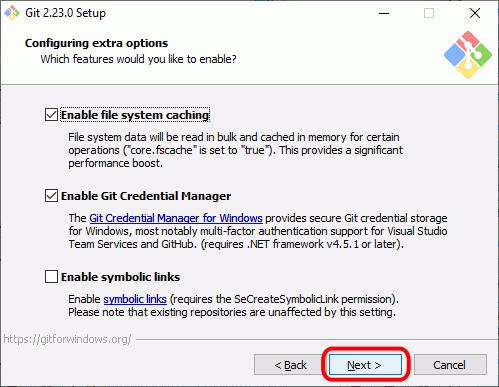 Git 2.23.0 Setup
Configuring extra options
Which features would you like to enable?
Enable file system caching
File system data will be read in bulk and cached in memory for certain
operations ("core.fscache" is set to "true"). This provides a significant
performance boost.
Enable Git Credential Manager
The Git Credential Manager for Windows provides secure Git credential storage
for Windows, most notably multi-factor authentication support for Visual Studio
Team Services and GitHub. (requires .NET framework v4.5.1 or later).
Enable symbolic links
Enable symbolic links (requires the SeCreateSymbolicLink permission).
Please note that existing repositories are unaffected by this setting.
https://gitforwindows.org/
< Back Next > Cancel